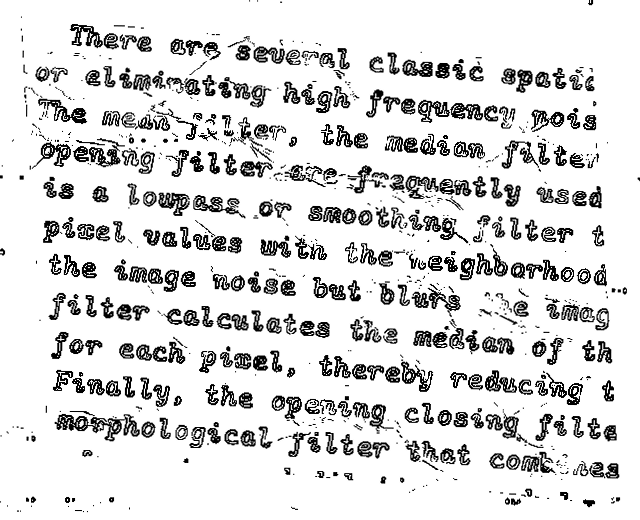 There are several classic spatic
or eliminating high frequency nois
The mean filter, the median filter
opening filter are frequently used
is a lowpass or smoothing filter t
pixel values with the neighborhood
the image noise but blurs the imag
filter calculates the median of th
for each pixel, thereby reducing t
Finally, the opening closing filte
morphological filter that combines